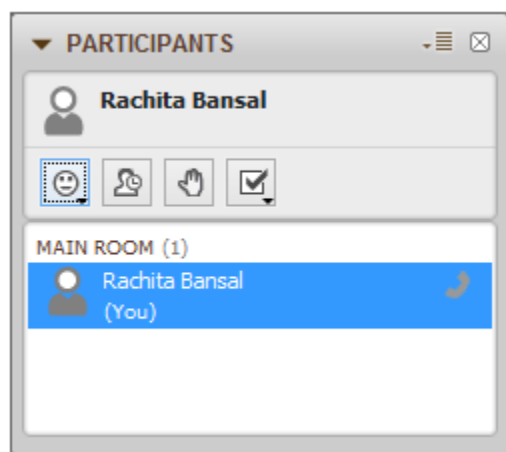 PARTICIPANTS
Rachita Bansal
MAIN ROOM (1)
Rachita Bansal
(You)